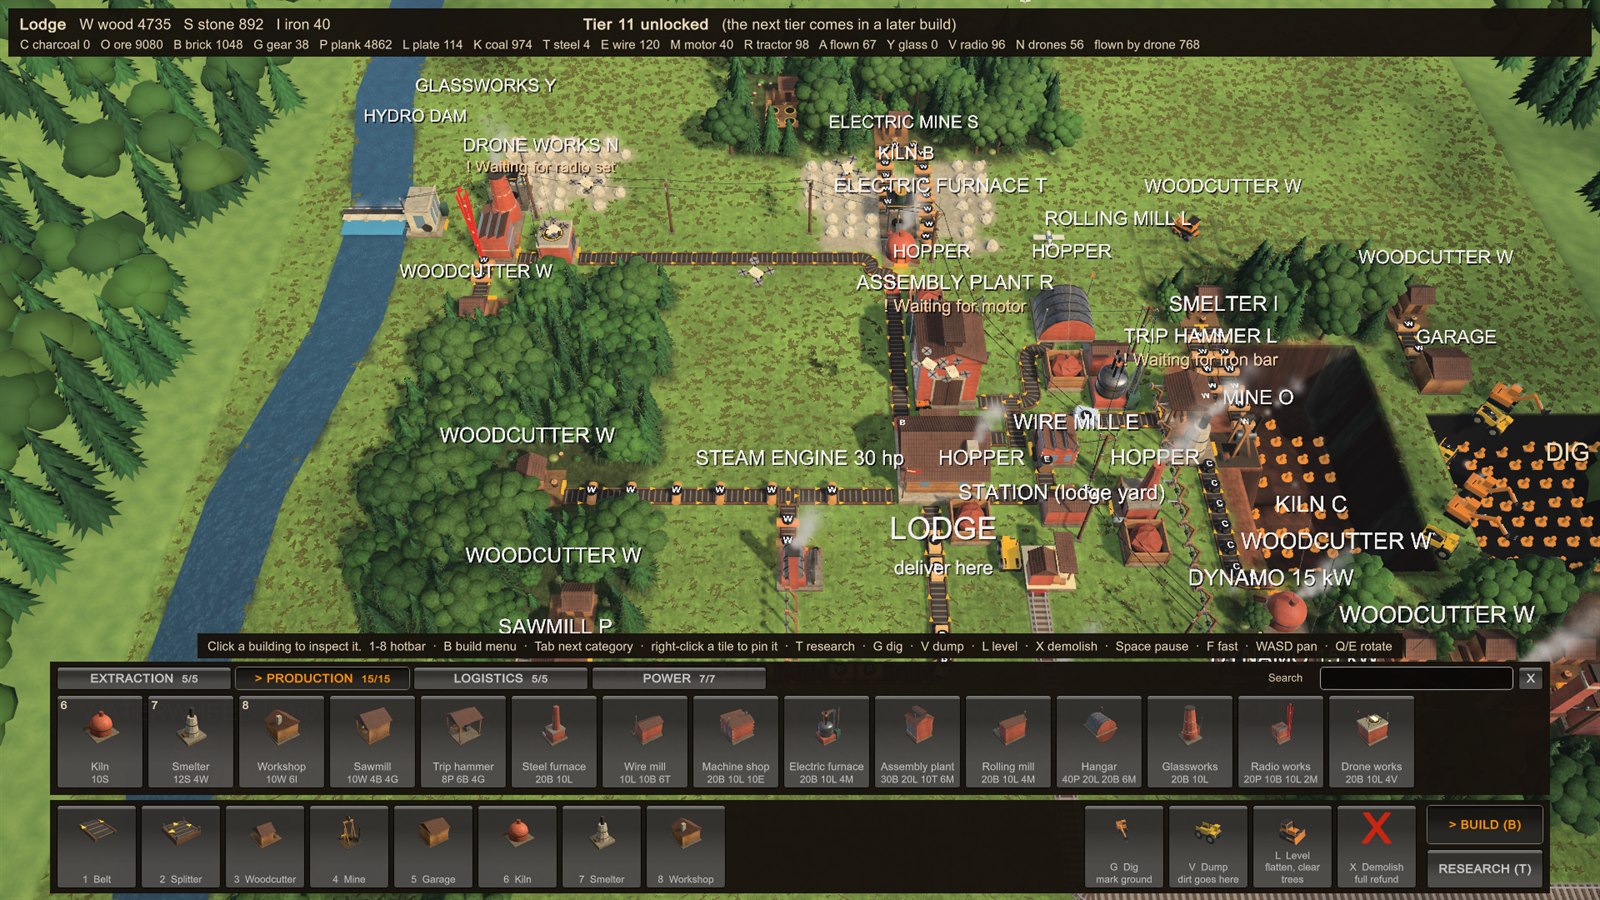 Lodge W wood 4735 S stone 892 I iron 40
Tier 11 unlocked (the next tier comes in a later build)
C charcoal 0 O ore 9080 B brick 1048 G gear 38 P plank 4862 L plate 114 K coal 974 T steel 4 E wire 120 M motor 40 R tractor 98 A flown 67 Y glass 0 V radio 96 N drones 56 flown by drone 768
GLASSWORKS Y
HYDRO DAM
ELECTRIC MINE S
DRONE WORKS N
! Waiting for radio set
KILN B
ELECTRIC FURNACE T
WOODCUTTER W
ROLLING MILL L
HOPPER
HOPPER
WOODCUTTER W
WOODCUTTER W
ASSEMBLY PLANT R
! Waiting for motor
SMELTER I
TRIP HAMMER L
! Waiting for iron bar
GARAGE
MINE O
WIRE MILL E
WOODCUTTER W
STEAM ENGINE 30 hp
HOPPER
HOPPER
DIG
STATION (lodge yard)
KILN C
LODGE
deliver here
WOODCUTTER W
WOODCUTTER W
DYNAMO 15 kW
WOODCUTTER W
SAWMILL P
Click a building to inspect it. 1-8 hotbar · B build menu · Tab next category · right-click a tile to pin it · T research · G dig · V dump · L level · X demolish · Space pause · F fast · WASD pan · Q/E rotate
EXTRACTION 5/5
> PRODUCTION 15/15
LOGISTICS 5/5
POWER 7/7
Search
X
6
Kiln
10S
7
Smelter
12S 4W
8
Workshop
10W 6I
Sawmill
10W 4B 4G
Trip hammer
8P 6B 4G
Steel furnace
20B 10L
Wire mill
10L 10B 6T
Machine shop
20B 10L 10E
Electric furnace
20B 10L 4M
Assembly plant
30B 20L 10T 6M
Rolling mill
20B 10L 4M
Hangar
40P 20L 20B 6M
Glassworks
20B 10L
Radio works
20P 10B 10L 2M
Drone works
20B 10L 4V
1 Belt
2 Splitter
3 Woodcutter
4 Mine
5 Garage
6 Kiln
7 Smelter
8 Workshop
G Dig
mark ground
V Dump
dirt goes here
L Level
flatten, clear
trees
X Demolish
full refund
> BUILD (B)
RESEARCH (T)